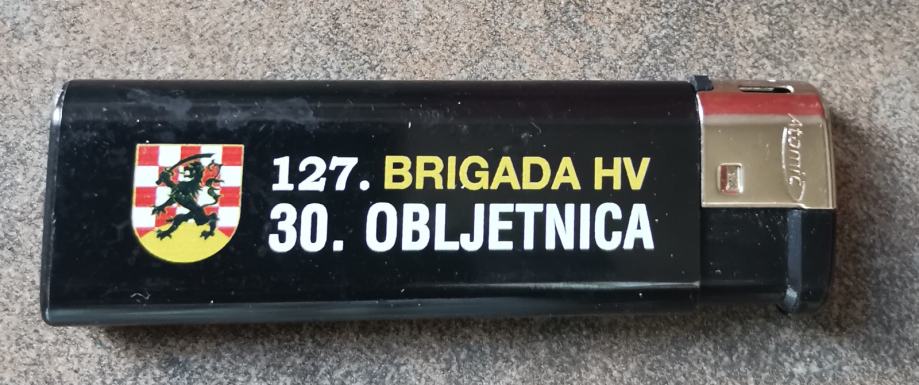 127. BRIGADA HV
30. OBLJETNICA
Atomic